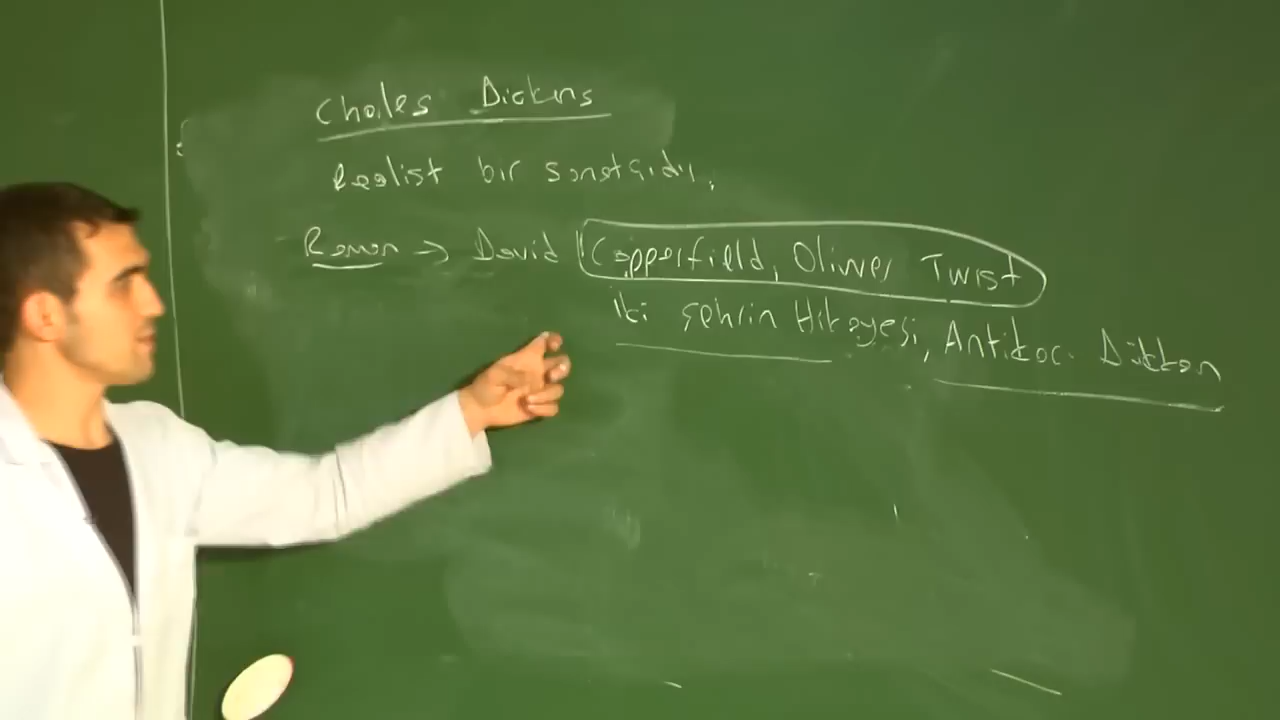 Charles Dickens
Realist bir sanatçıdır.
Roman → David Copperfield, Oliver Twist
İki Şehrin Hikayesi, Antikacı Dükkan